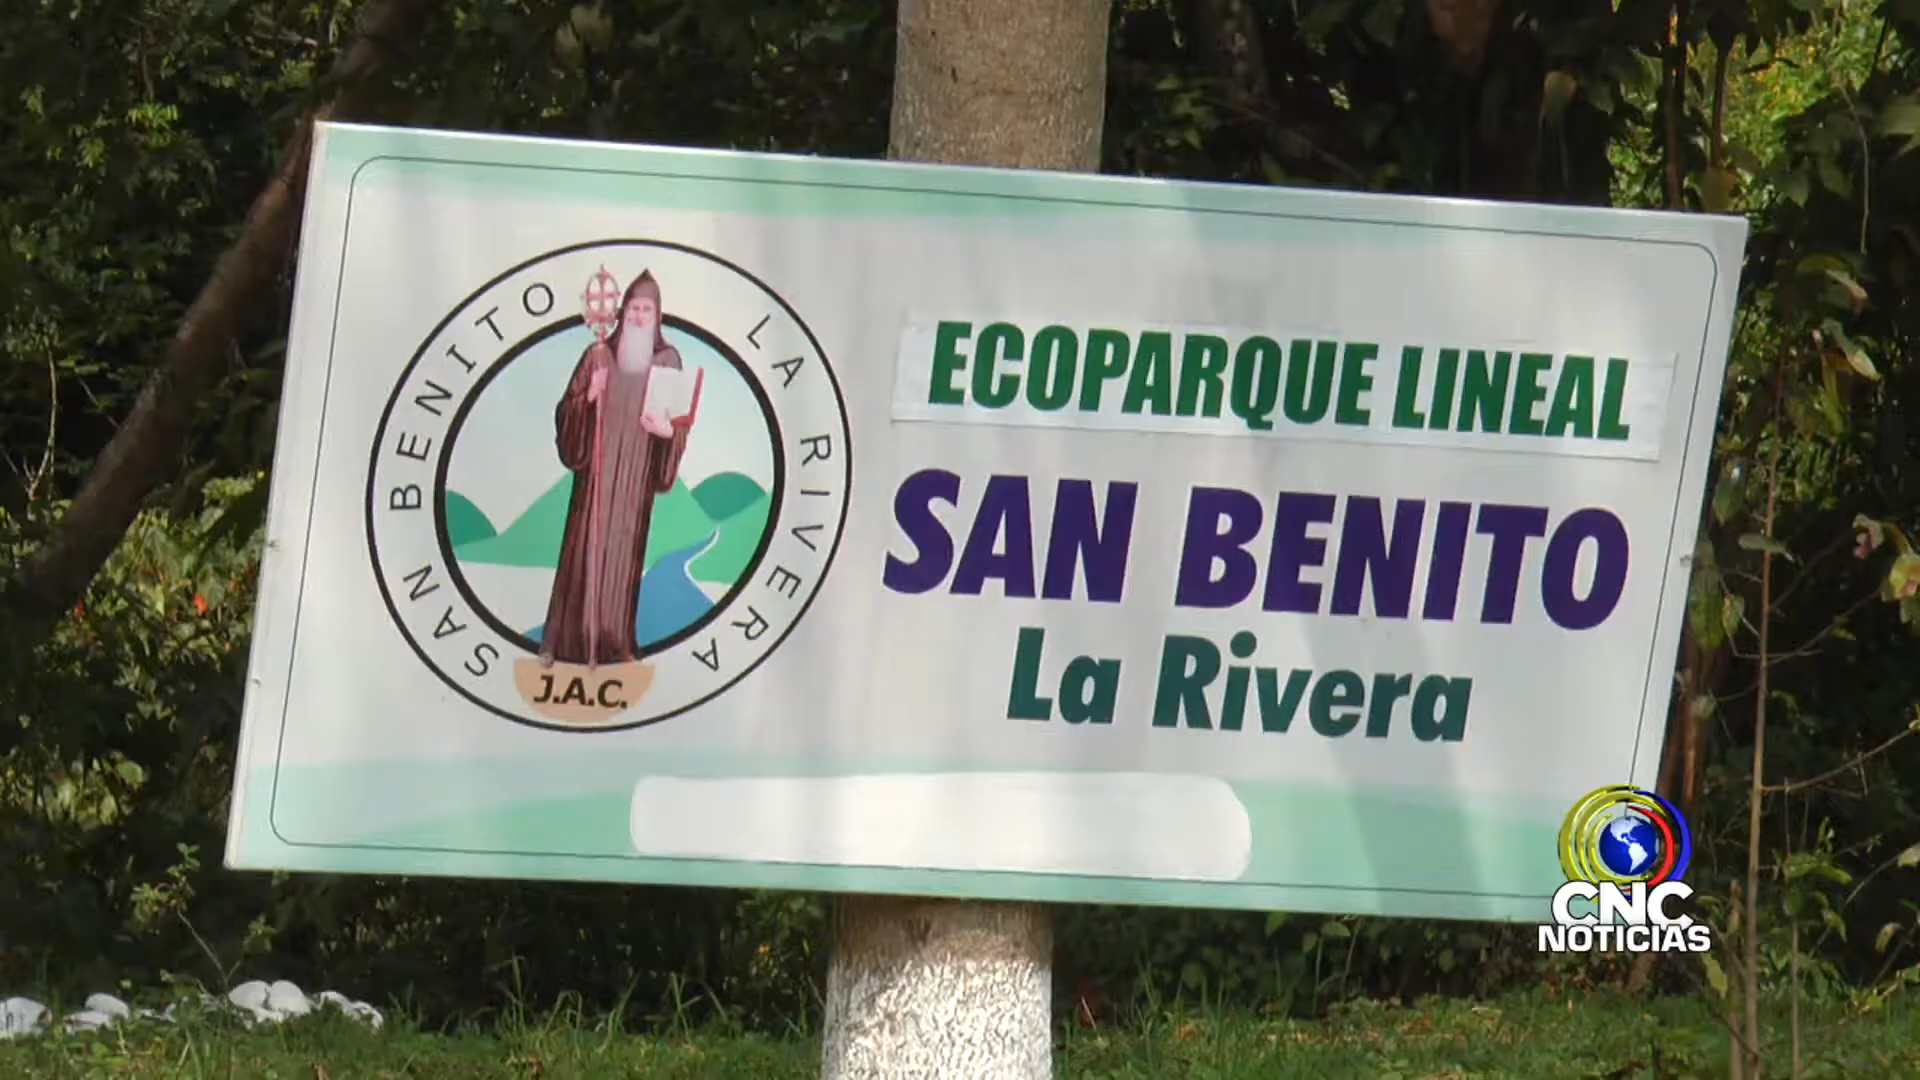 SAN BENITO LA RIVERA
J.A.C.
ECOPARQUE LINEAL
SAN BENITO
La Rivera
CNC
NOTICIAS